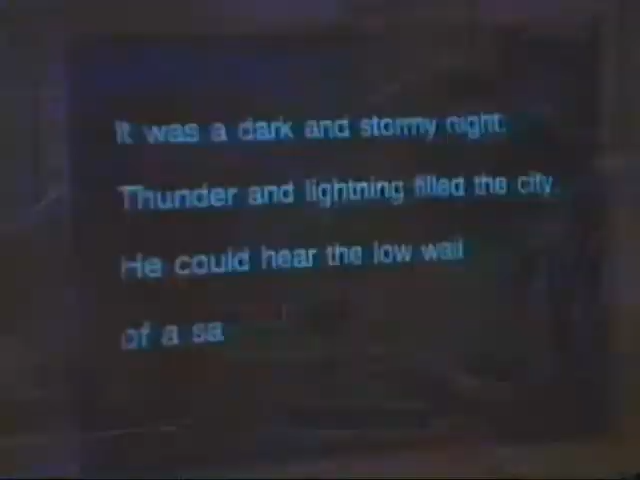 It was a dark and stormy night.
Thunder and lightning filled the city.
He could hear the low wail
of a sa